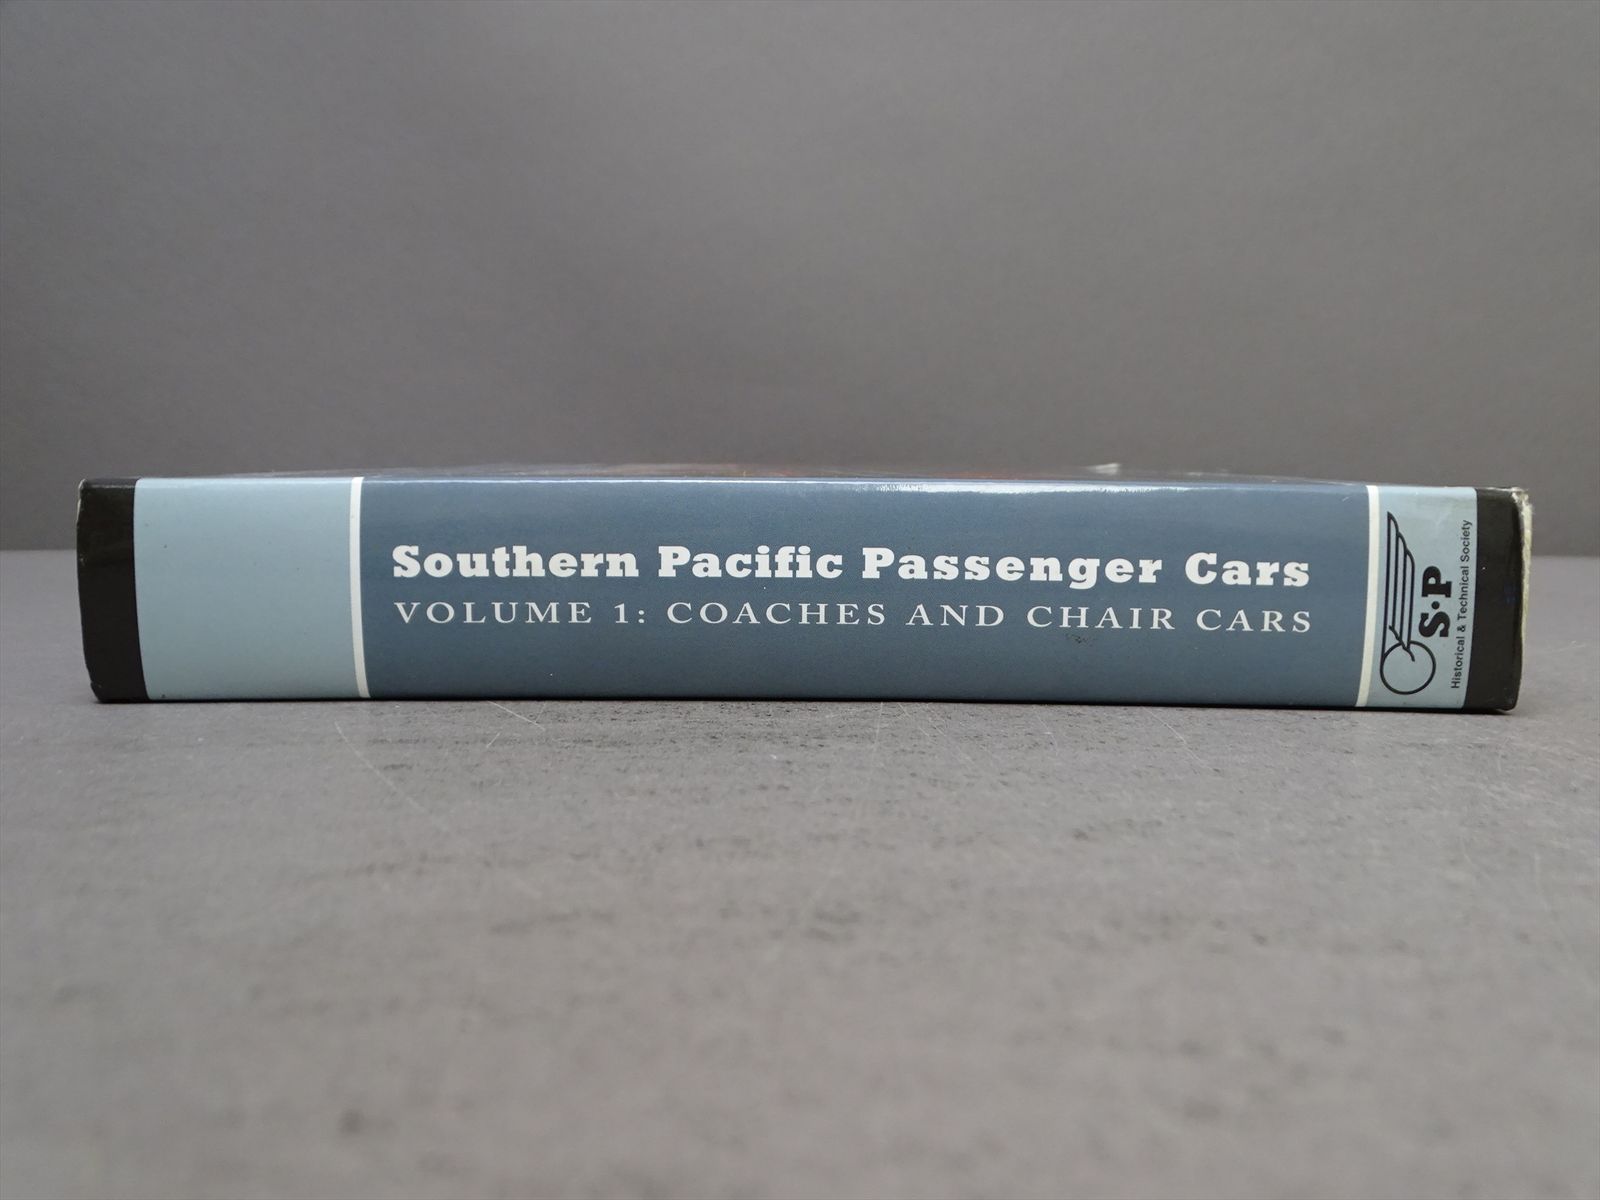 Southern Pacific Passenger Cars
VOLUME 1: COACHES AND CHAIR CARS
S·P
Historical & Technical Society